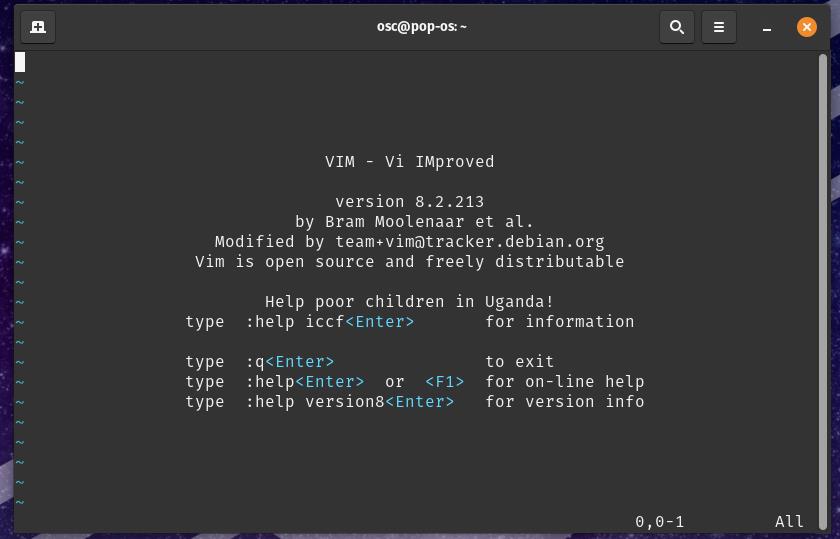 osc@pop-os: ~
~
~
~
~
~ VIM - Vi IMproved
~
~ version 8.2.213
~ by Bram Moolenaar et al.
~ Modified by team+vim@tracker.debian.org
~ Vim is open source and freely distributable
~
~ Help poor children in Uganda!
~ type :help iccf<Enter> for information
~
~ type :q<Enter> to exit
~ type :help<Enter> or <F1> for on-line help
~ type :help version8<Enter> for version info
~
~
~
~
~
0,0-1 All